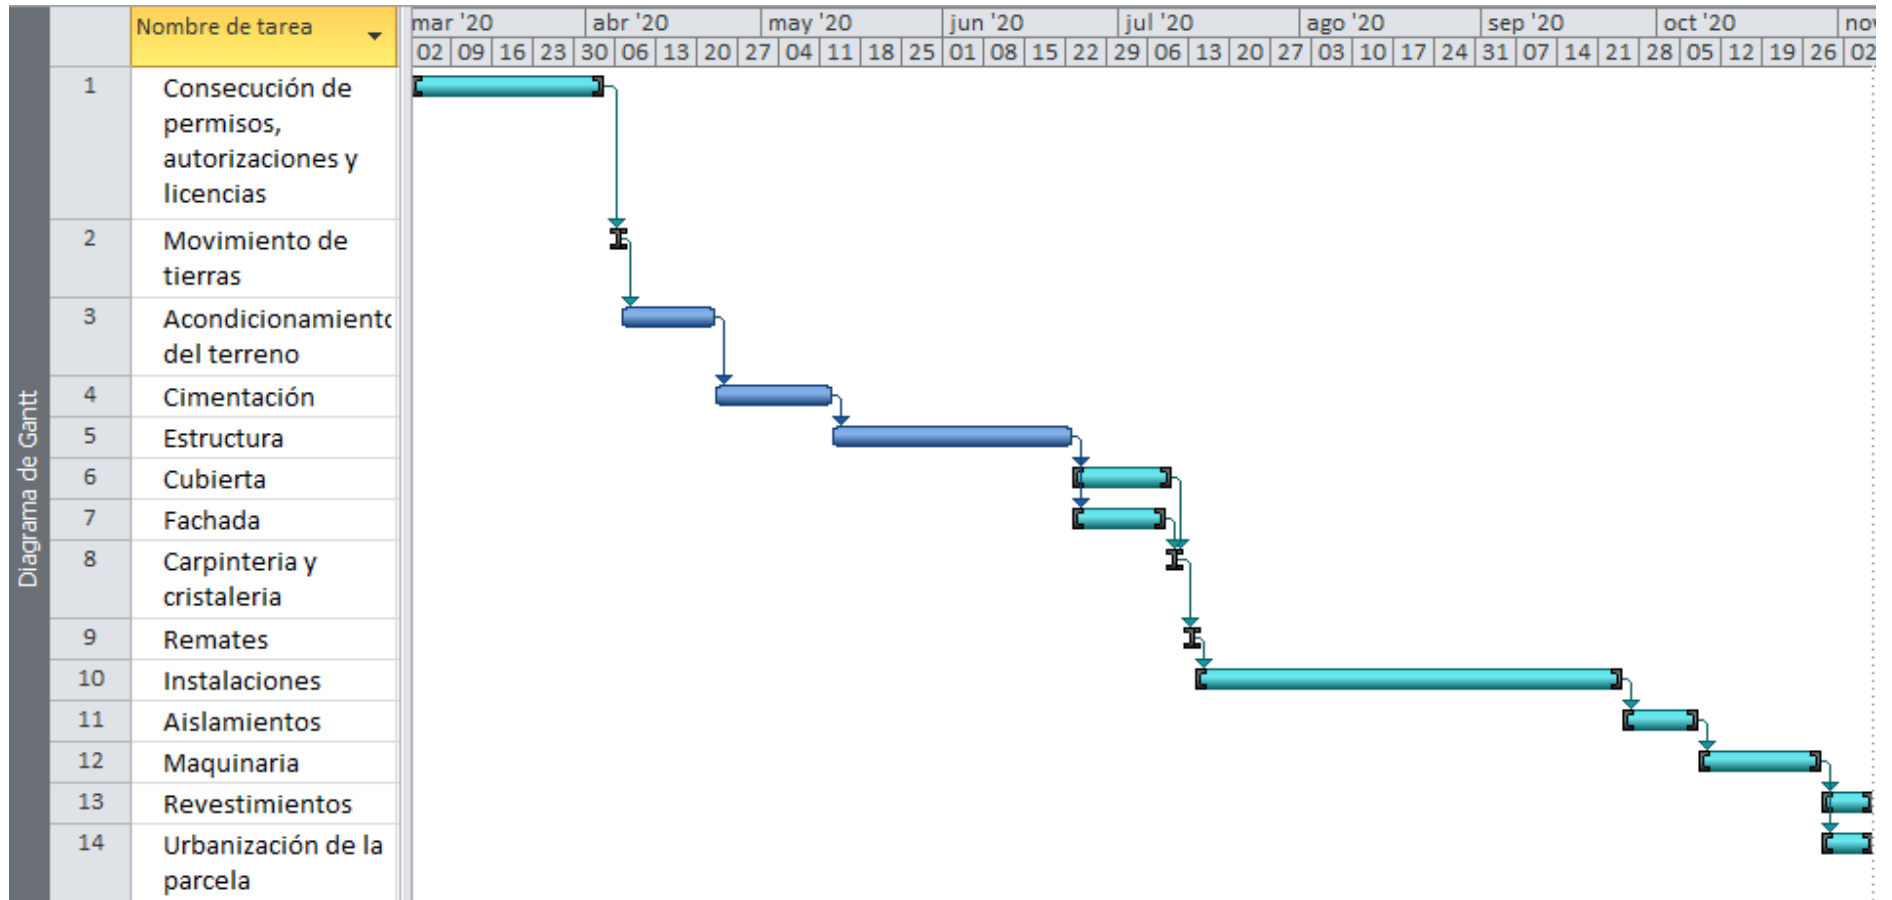 Nombre de tarea
mar '20 abr '20 may '20 jun '20 jul '20 ago '20 sep '20 oct '20 nov
02 09 16 23 30 06 13 20 27 04 11 18 25 01 08 15 22 29 06 13 20 27 03 10 17 24 31 07 14 21 28 05 12 19 26 02
Diagrama de Gantt
1 Consecución de
permisos,
autorizaciones y
licencias
2 Movimiento de
tierras
3 Acondicionamiento
del terreno
4 Cimentación
5 Estructura
6 Cubierta
7 Fachada
8 Carpinteria y
cristaleria
9 Remates
10 Instalaciones
11 Aislamientos
12 Maquinaria
13 Revestimientos
14 Urbanización de la
parcela